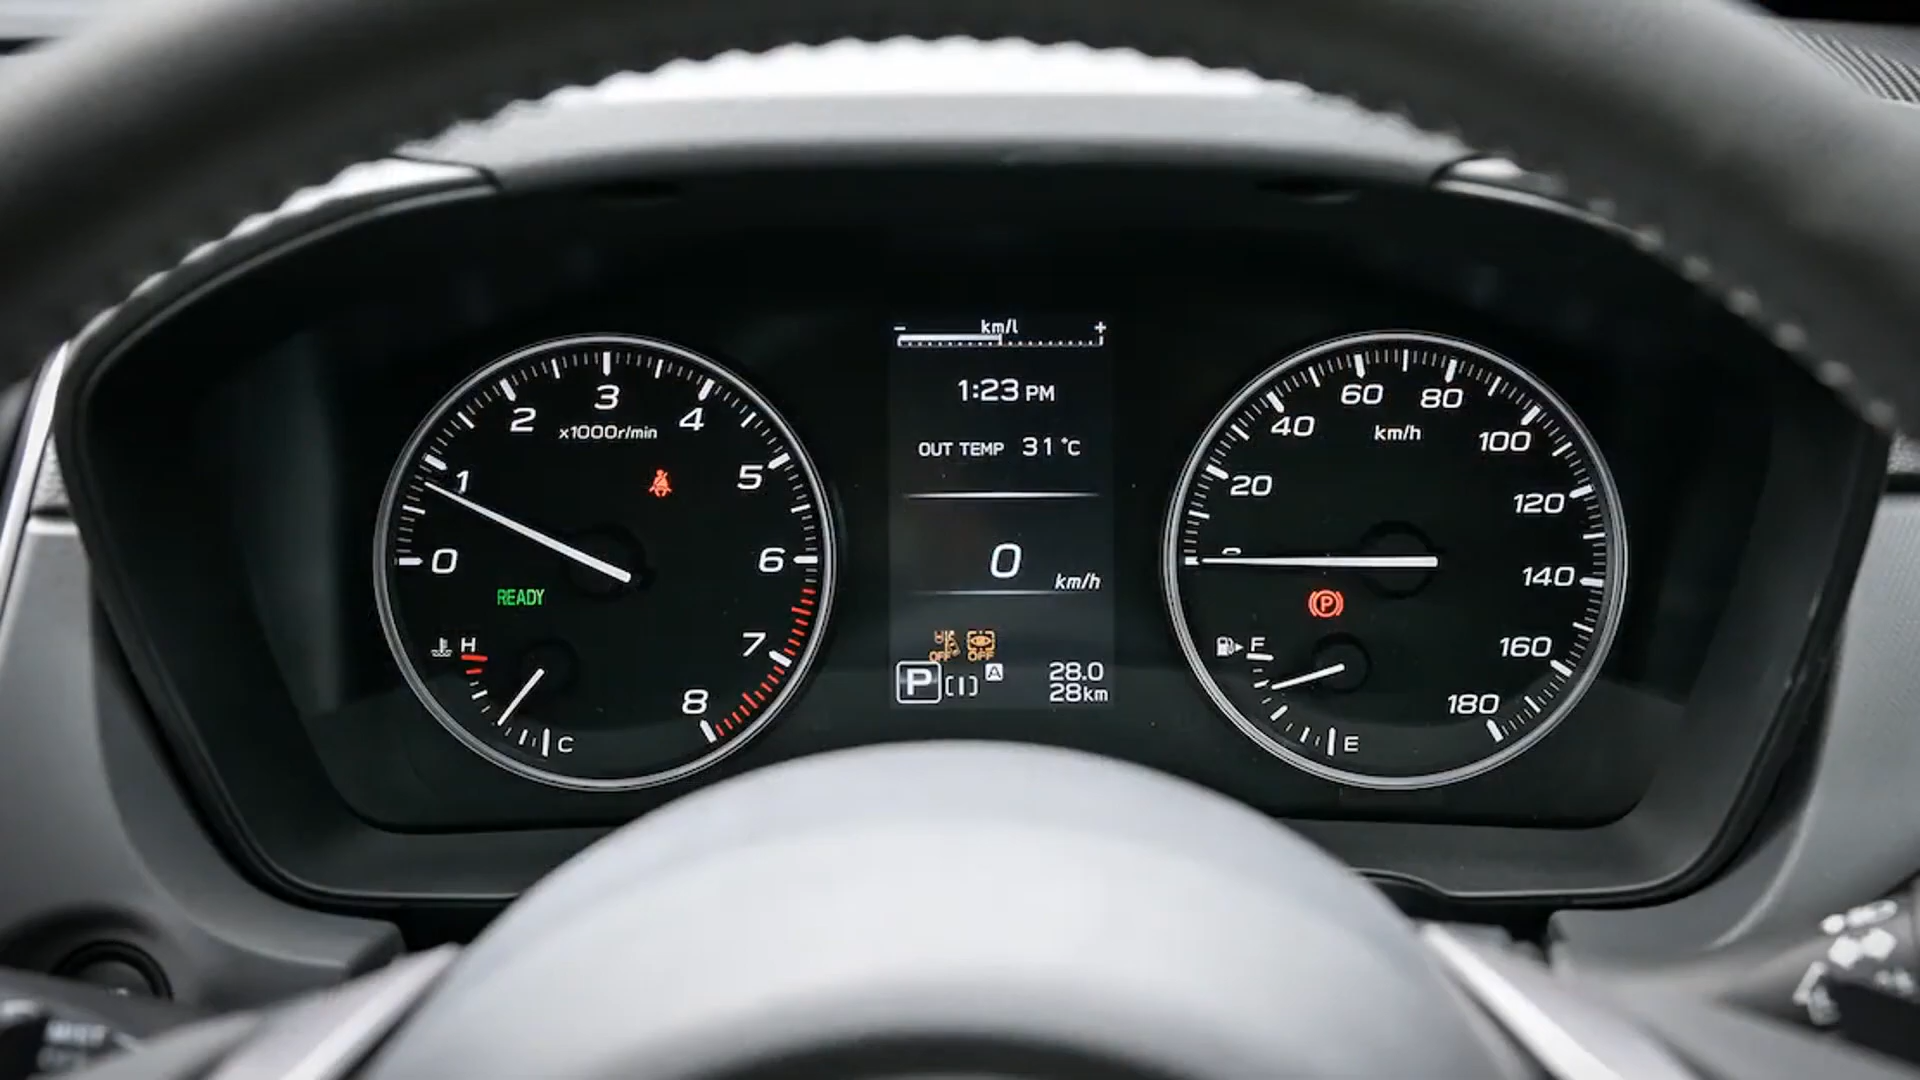 0
1
2
3
4
5
6
7
8
x1000r/min
READY
H
C
- km/l +
1:23 PM
OUT TEMP 31°C
0
km/h
OFF OFF
P A
28.0
28km
20
40
60
80
100
120
140
160
180
km/h
P
F
E